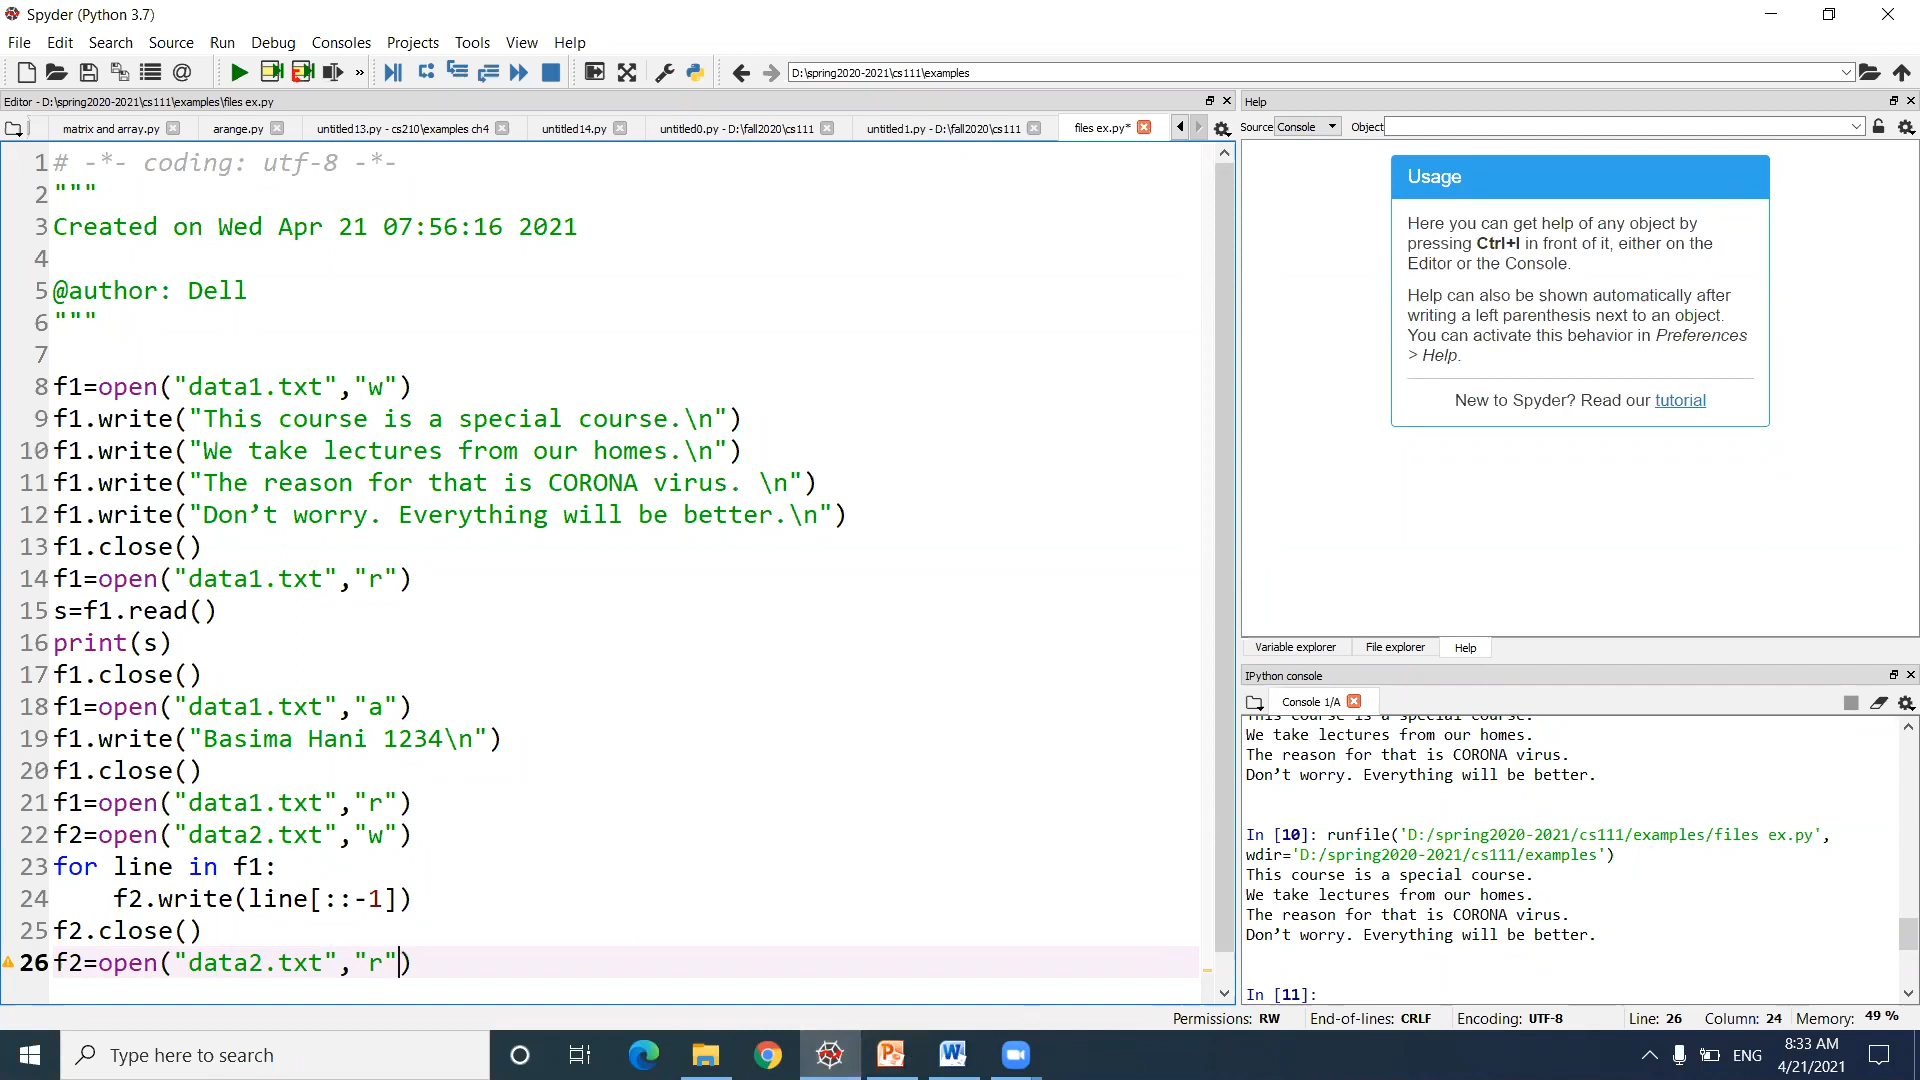 Spyder (Python 3.7)
File Edit Search Source Run Debug Consoles Projects Tools View Help
D:\spring2020-2021\cs111\examples
Editor - D:\spring2020-2021\cs111\examples\files ex.py
matrix and array.py arange.py untitled13.py - cs210\examples ch4 untitled14.py untitled0.py - D:\fall2020\cs111 untitled1.py - D:\fall2020\cs111 files ex.py*
1 # -*- coding: utf-8 -*-
2 """
3 Created on Wed Apr 21 07:56:16 2021
4
5 @author: Dell
6 """
7
8 f1=open("data1.txt","w")
9 f1.write("This course is a special course.\n")
10 f1.write("We take lectures from our homes.\n")
11 f1.write("The reason for that is CORONA virus. \n")
12 f1.write("Don’t worry. Everything will be better.\n")
13 f1.close()
14 f1=open("data1.txt","r")
15 s=f1.read()
16 print(s)
17 f1.close()
18 f1=open("data1.txt","a")
19 f1.write("Basima Hani 1234\n")
20 f1.close()
21 f1=open("data1.txt","r")
22 f2=open("data2.txt","w")
23 for line in f1:
24     f2.write(line[::-1])
25 f2.close()
26 f2=open("data2.txt","r")
Help
Source Console Object
Usage
Here you can get help of any object by
pressing Ctrl+I in front of it, either on the
Editor or the Console.
Help can also be shown automatically after
writing a left parenthesis next to an object.
You can activate this behavior in Preferences
> Help.
New to Spyder? Read our tutorial
Variable explorer File explorer Help
IPython console
Console 1/A
This course is a special course.
We take lectures from our homes.
The reason for that is CORONA virus.
Don’t worry. Everything will be better.
In [10]: runfile('D:/spring2020-2021/cs111/examples/files ex.py',
wdir='D:/spring2020-2021/cs111/examples')
This course is a special course.
We take lectures from our homes.
The reason for that is CORONA virus.
Don’t worry. Everything will be better.
In [11]:
Permissions: RW End-of-lines: CRLF Encoding: UTF-8 Line: 26 Column: 24 Memory: 49 %
Type here to search
ENG
8:33 AM
4/21/2021